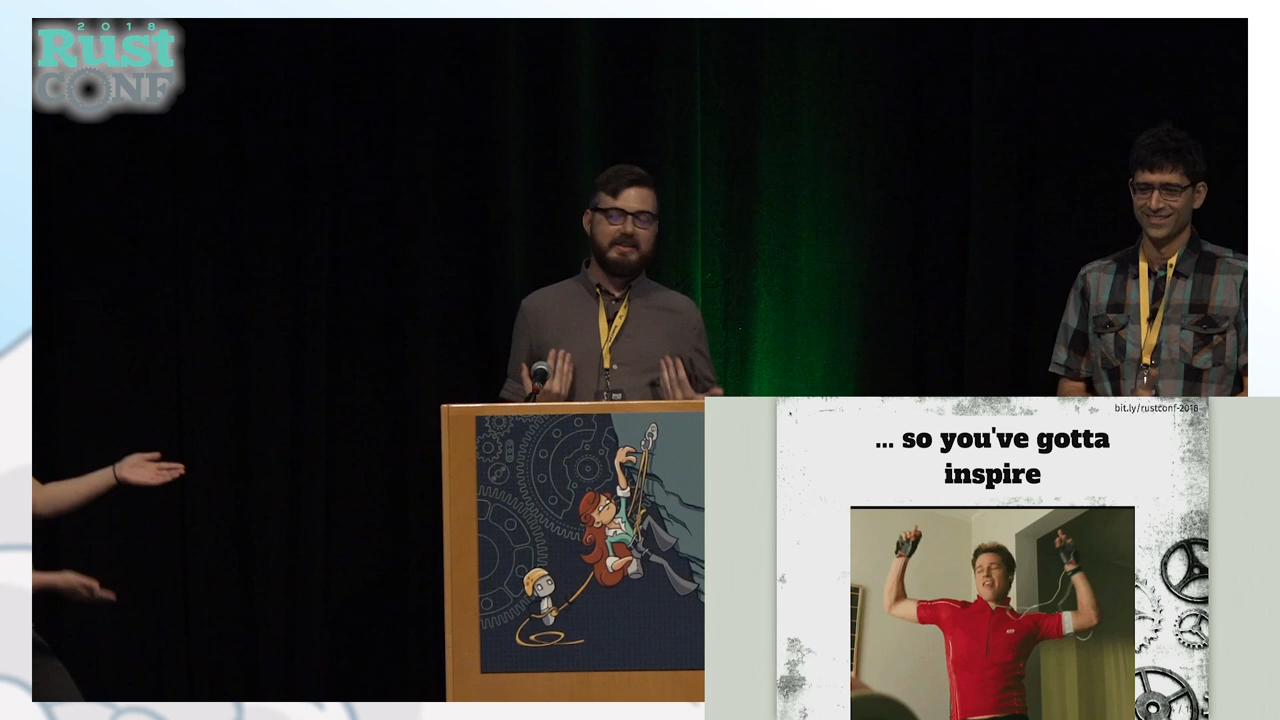 2018
Rust
CONF
bit.ly/rustconf-2018
... so you've gotta
inspire